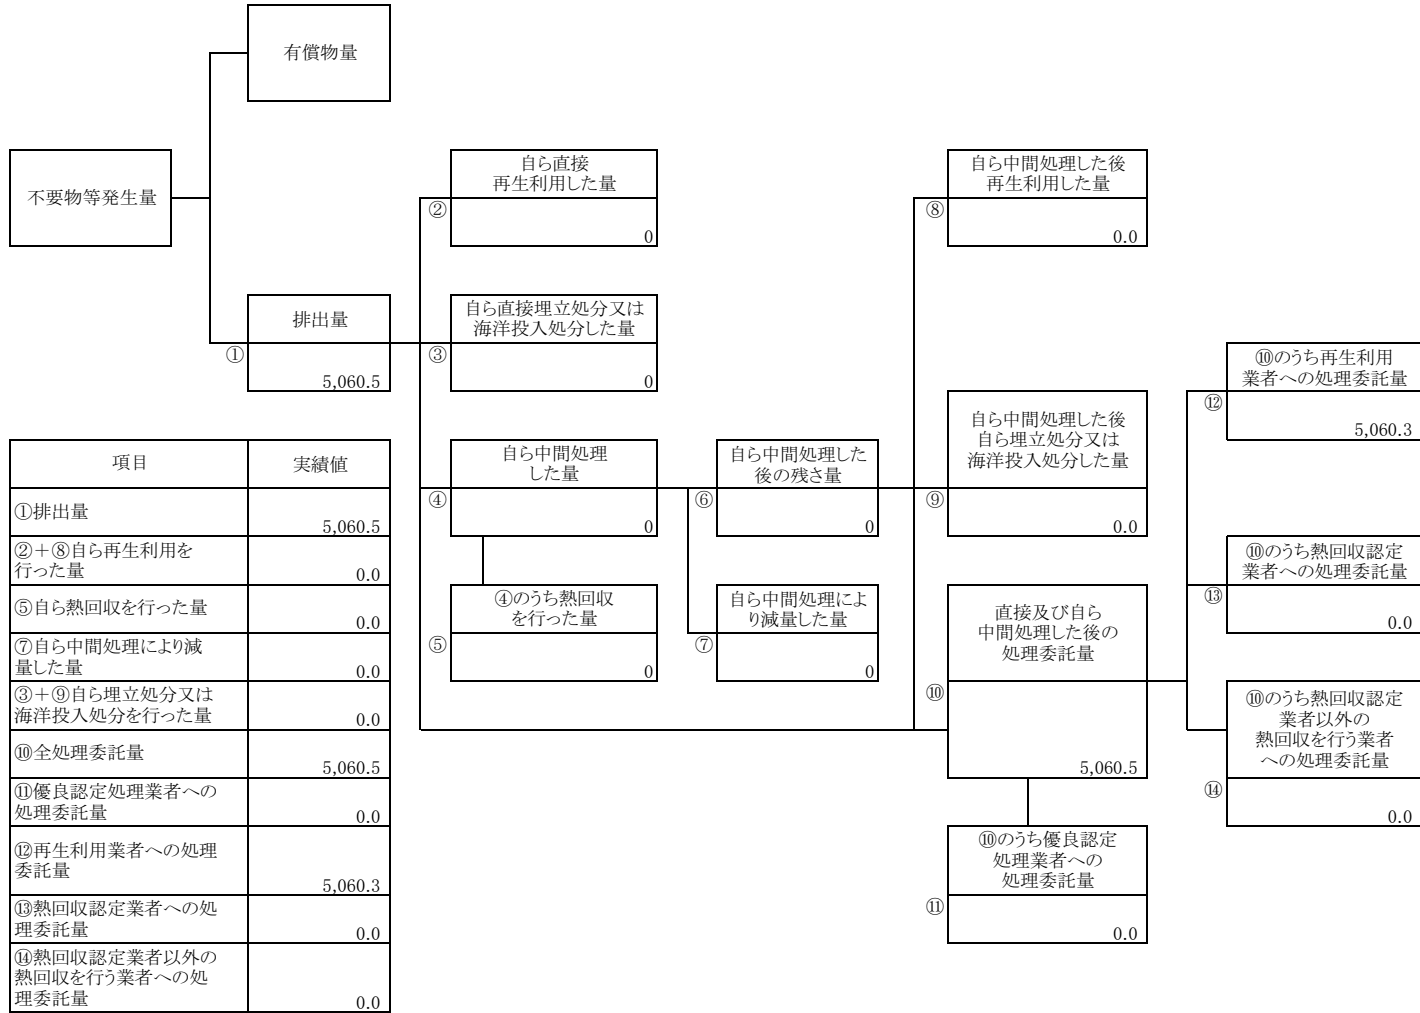 有償物量
不要物等発生量
自ら直接
再生利用した量
②
0
自ら中間処理した後
再生利用した量
⑧
0.0
排出量
①
5,060.5
自ら直接埋立処分又は
海洋投入処分した量
③
0
自ら中間処理
した量
④
0
自ら中間処理した
後の残さ量
⑥
0
自ら中間処理した後
自ら埋立処分又は
海洋投入処分した量
⑨
0.0
⑩のうち再生利用
業者への処理委託量
⑫
5,060.3
④のうち熱回収
を行った量
⑤
0
自ら中間処理によ
り減量した量
⑦
0
直接及び自ら
中間処理した後の
処理委託量
⑩
5,060.5
⑩のうち熱回収認定
業者への処理委託量
⑬
0.0
⑩のうち熱回収認定
業者以外の
熱回収を行う業者
への処理委託量
⑭
0.0
⑩のうち優良認定
処理業者への
処理委託量
⑪
0.0
項目 実績値
①排出量
5,060.5
②＋⑧自ら再生利用を
行った量
0.0
⑤自ら熱回収を行った量
0.0
⑦自ら中間処理により減
量した量
0.0
③＋⑨自ら埋立処分又は
海洋投入処分を行った量
0.0
⑩全処理委託量
5,060.5
⑪優良認定処理業者への
処理委託量
0.0
⑫再生利用業者への処理
委託量
5,060.3
⑬熱回収認定業者への処
理委託量
0.0
⑭熱回収認定業者以外の
熱回収を行う業者への処
理委託量
0.0